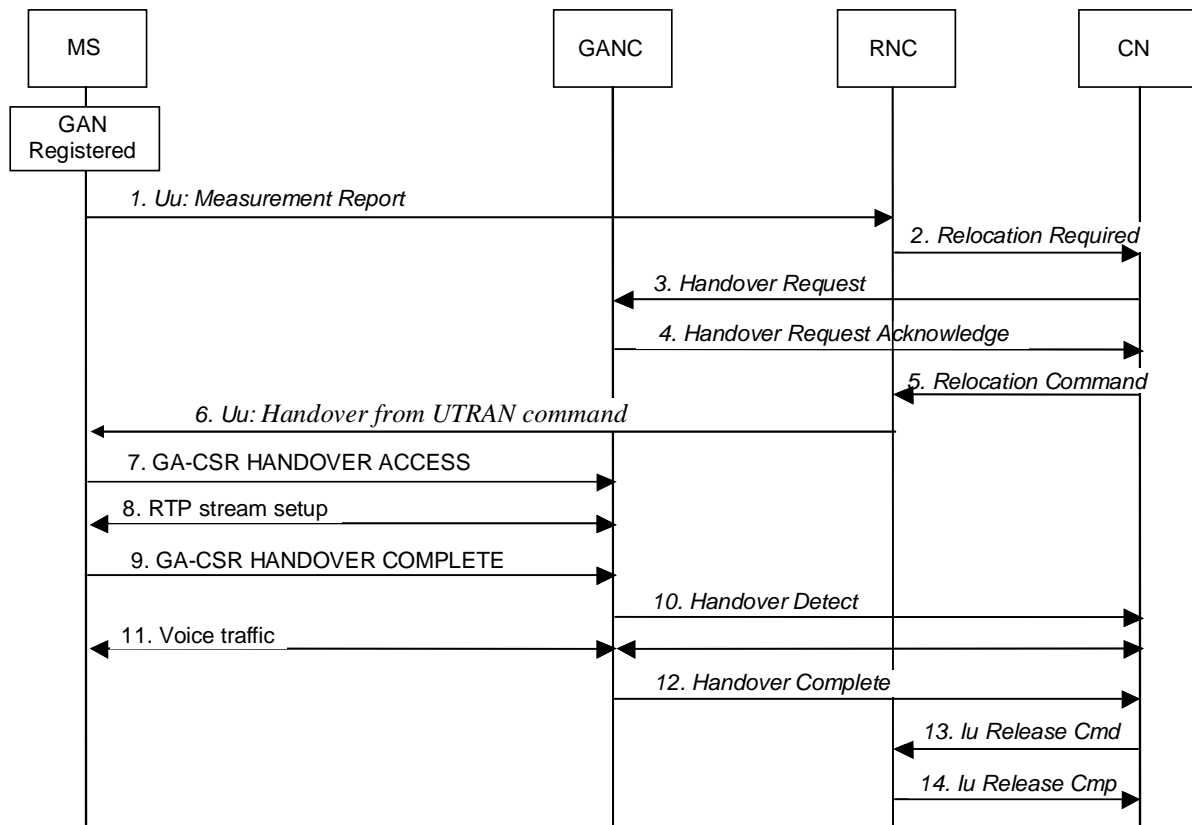 MS
GANC
RNC
CN
GAN
Registered
1. Uu: Measurement Report
2. Relocation Required
3. Handover Request
4. Handover Request Acknowledge
5. Relocation Command
6. Uu: Handover from UTRAN command
7. GA-CSR HANDOVER ACCESS
8. RTP stream setup
9. GA-CSR HANDOVER COMPLETE
10. Handover Detect
11. Voice traffic
12. Handover Complete
13. Iu Release Cmd
14. Iu Release Cmp